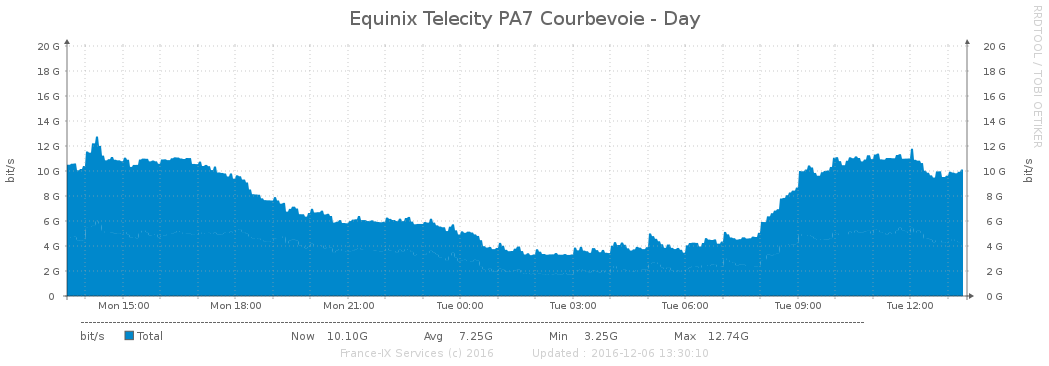 Equinix Telecity PA7 Courbevoie - Day
RRDTOOL / TOBI OETIKER
bit/s
bit/s
20 G 20 G
18 G 18 G
16 G 16 G
14 G 14 G
12 G 12 G
10 G 10 G
8 G 8 G
6 G 6 G
4 G 4 G
2 G 2 G
0 0 G
Mon 15:00 Mon 18:00 Mon 21:00 Tue 00:00 Tue 03:00 Tue 06:00 Tue 09:00 Tue 12:00
bit/s Total Now 10.10G Avg 7.25G Min 3.25G Max 12.74G
France-IX Services (c) 2016 Updated : 2016-12-06 13:30:10